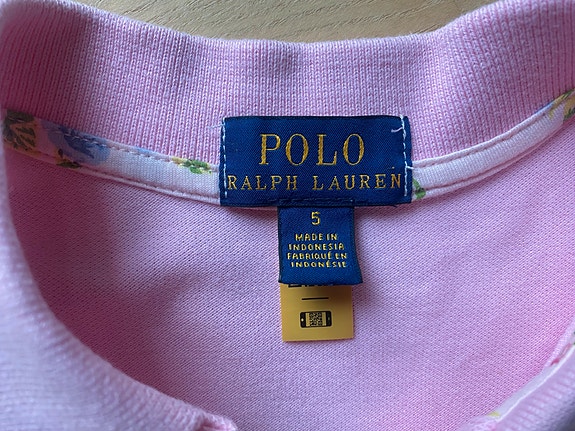 POLO
RALPH LAUREN
5
MADE IN
INDONESIA
FABRIQUÉ EN
INDONÉSIE